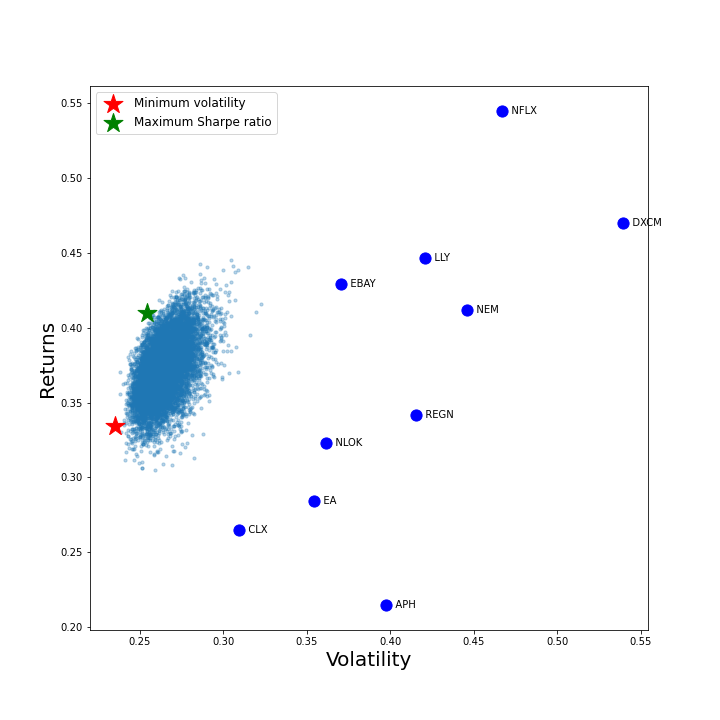 Minimum volatility
Maximum Sharpe ratio
NFLX
DXCM
LLY
EBAY
NEM
REGN
NLOK
EA
CLX
APH
0.55
0.50
0.45
0.40
0.35
0.30
0.25
0.20
Returns
0.25
0.30
0.35
0.40
0.45
0.50
0.55
Volatility